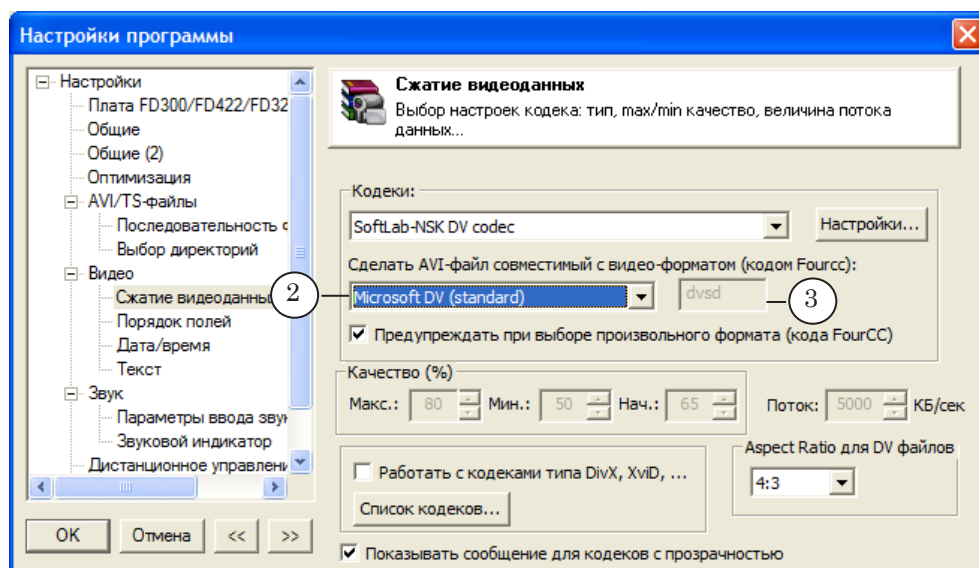 Настройки программы
Настройки
Плата FD300/FD422/FD32
Общие
Общие (2)
Оптимизация
AVI/TS-файлы
Последовательность
Выбор директорий
Видео
Сжатие видеоданны
Порядок полей
Дата/время
Текст
Звук
Параметры ввода зву
Звуковой индикатор
Дистанционное управлени
OK
Отмена
<<
>>
Сжатие видеоданных
Выбор настроек кодека: тип, max/min качество, величина потока
данных...
Кодеки:
SoftLab-NSK DV codec
Настройки...
Сделать AVI-файл совместимый с видео-форматом (кодом Fourcc):
2
Microsoft DV (standard)
dvsd
3
Предупреждать при выборе произвольного формата (кода FourCC)
Качество (%)
Макс.: 80 Мин.: 50 Нач.: 65 Поток: 5000 КБ/сек
Работать с кодеками типа DivX, XviD, ...
Список кодеков...
Aspect Ratio для DV файлов
4:3
Показывать сообщение для кодеков с прозрачностью